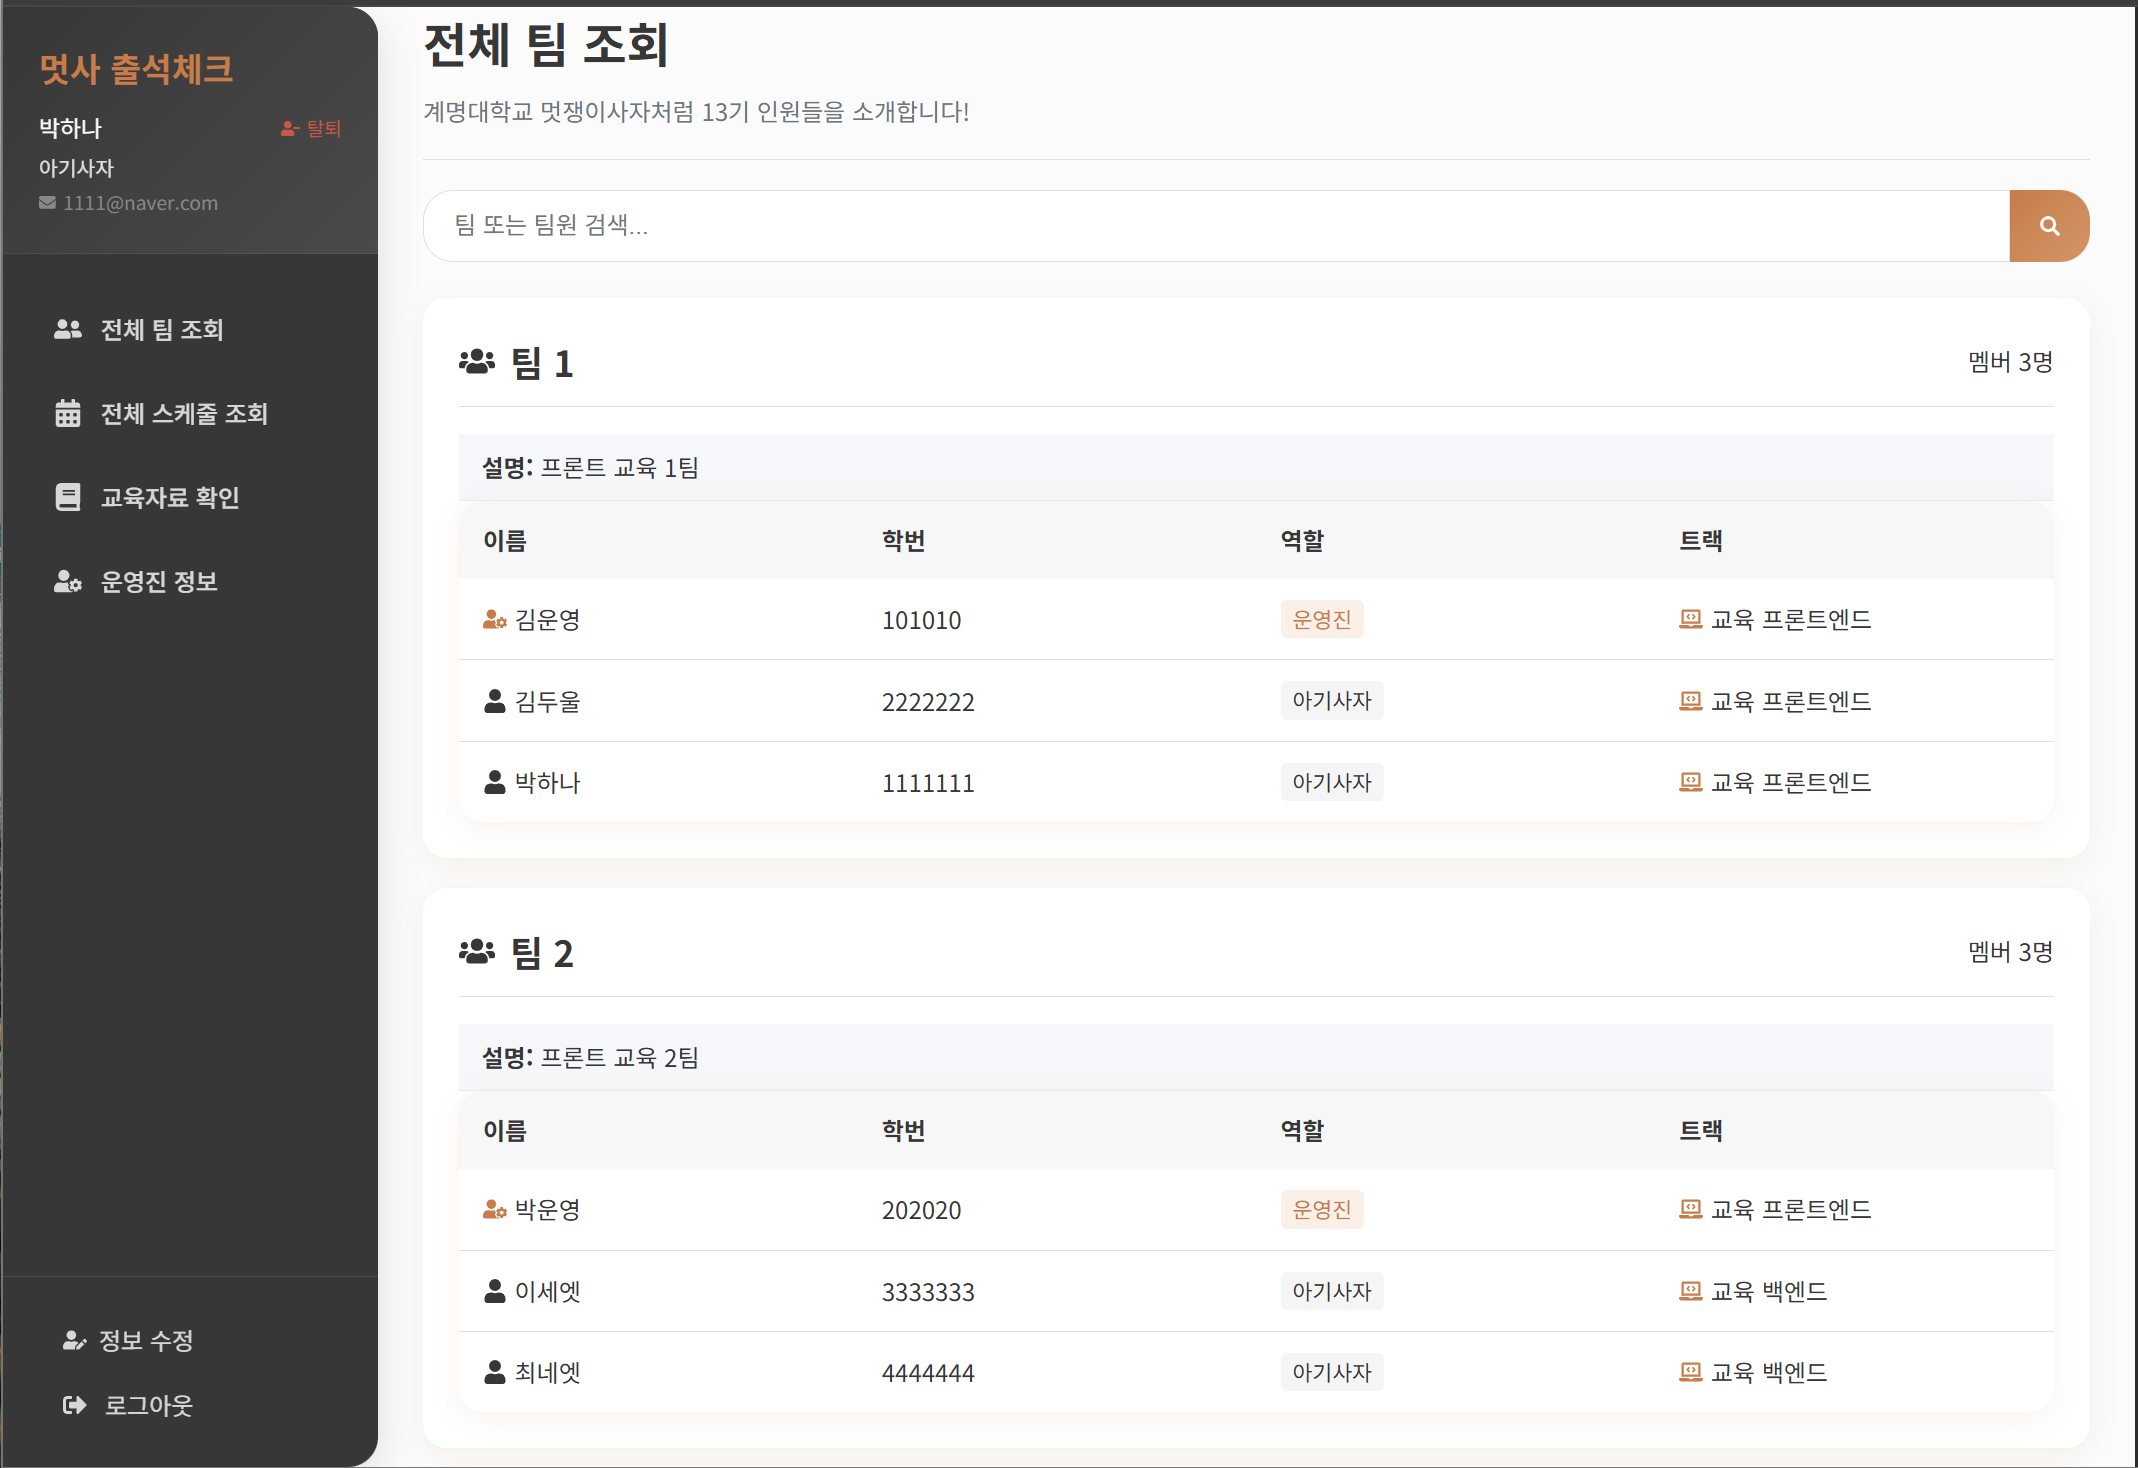 멋사 출석체크
박하나 탈퇴
아기사자
1111@naver.com
전체 팀 조회
전체 스케줄 조회
교육자료 확인
운영진 정보
정보 수정
로그아웃
전체 팀 조회
계명대학교 멋쟁이사자처럼 13기 인원들을 소개합니다!
팀 또는 팀원 검색...
팀 1 멤버 3명
설명: 프론트 교육 1팀
이름 학번 역할 트랙
김운영 101010 운영진 교육 프론트엔드
김두울 2222222 아기사자 교육 프론트엔드
박하나 1111111 아기사자 교육 프론트엔드
팀 2 멤버 3명
설명: 프론트 교육 2팀
이름 학번 역할 트랙
박운영 202020 운영진 교육 프론트엔드
이세엣 3333333 아기사자 교육 백엔드
최네엣 4444444 아기사자 교육 백엔드